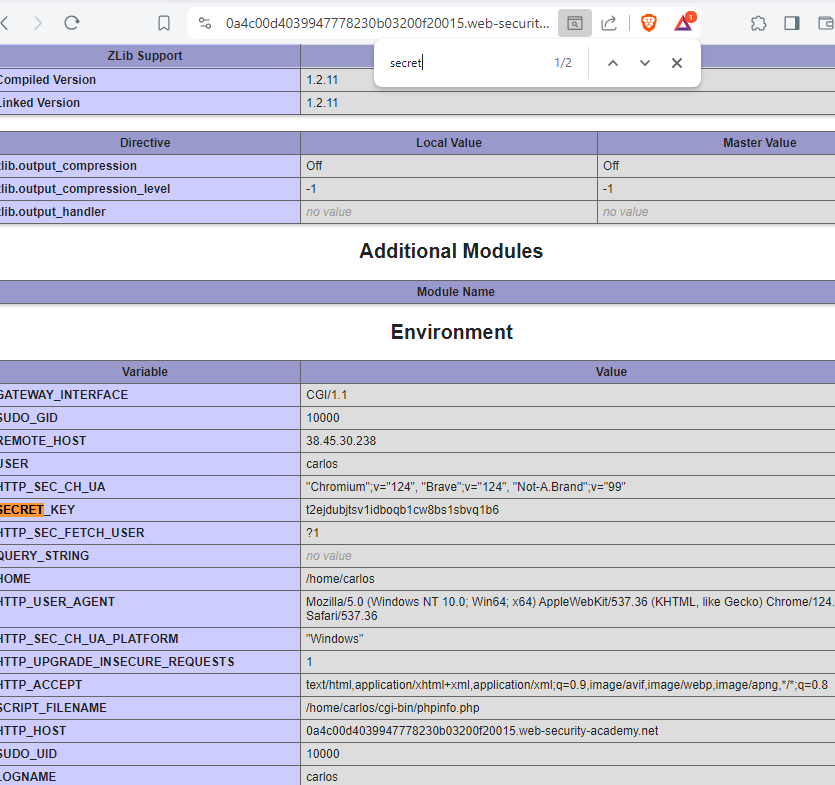 0a4c00d4039947778230b03200f20015.web-securit...
1
secret 1/2
ZLib Support
Compiled Version 1.2.11
Linked Version 1.2.11
Directive Local Value Master Value
zlib.output_compression Off Off
zlib.output_compression_level -1 -1
zlib.output_handler no value no value
Additional Modules
Module Name
Environment
Variable Value
GATEWAY_INTERFACE CGI/1.1
SUDO_GID 10000
REMOTE_HOST 38.45.30.238
USER carlos
HTTP_SEC_CH_UA "Chromium";v="124", "Brave";v="124", "Not-A.Brand";v="99"
SECRET_KEY t2ejdubjtsv1idboqb1cw8bs1sbvq1b6
HTTP_SEC_FETCH_USER ?1
QUERY_STRING no value
HOME /home/carlos
HTTP_USER_AGENT Mozilla/5.0 (Windows NT 10.0; Win64; x64) AppleWebKit/537.36 (KHTML, like Gecko) Chrome/124.
Safari/537.36
HTTP_SEC_CH_UA_PLATFORM "Windows"
HTTP_UPGRADE_INSECURE_REQUESTS 1
HTTP_ACCEPT text/html,application/xhtml+xml,application/xml;q=0.9,image/avif,image/webp,image/apng,*/*;q=0.8
SCRIPT_FILENAME /home/carlos/cgi-bin/phpinfo.php
HTTP_HOST 0a4c00d4039947778230b03200f20015.web-security-academy.net
SUDO_UID 10000
LOGNAME carlos